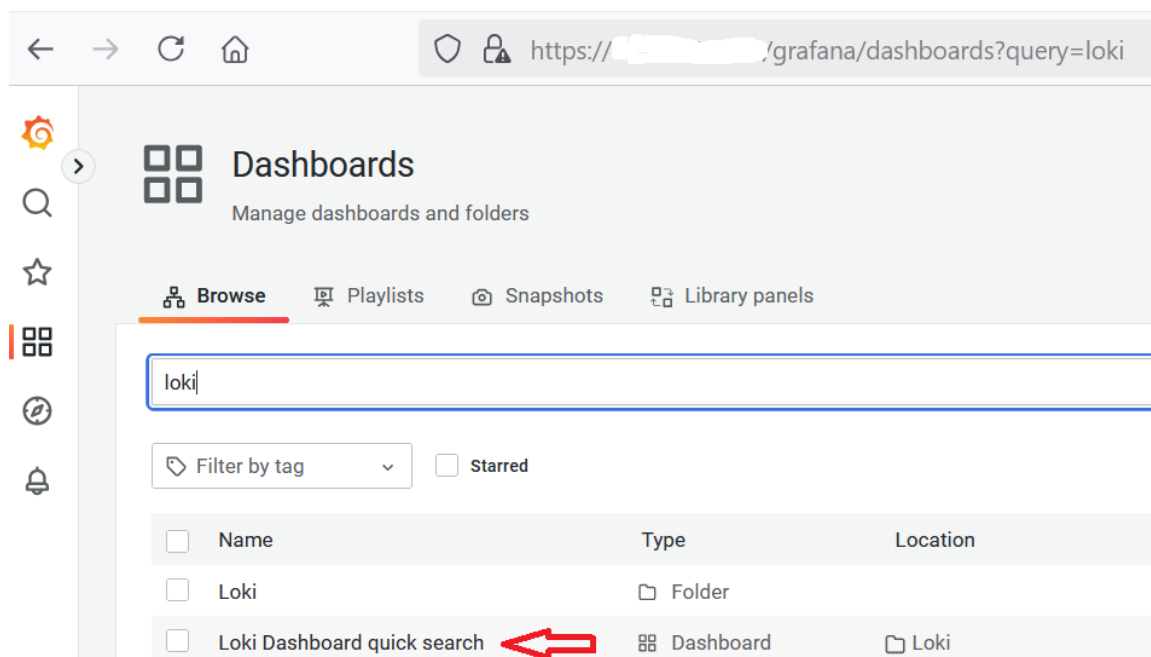 https:// /grafana/dashboards?query=loki
Dashboards
Manage dashboards and folders
Browse Playlists Snapshots Library panels
loki
Filter by tag Starred
Name Type Location
Loki Folder
Loki Dashboard quick search Dashboard Loki